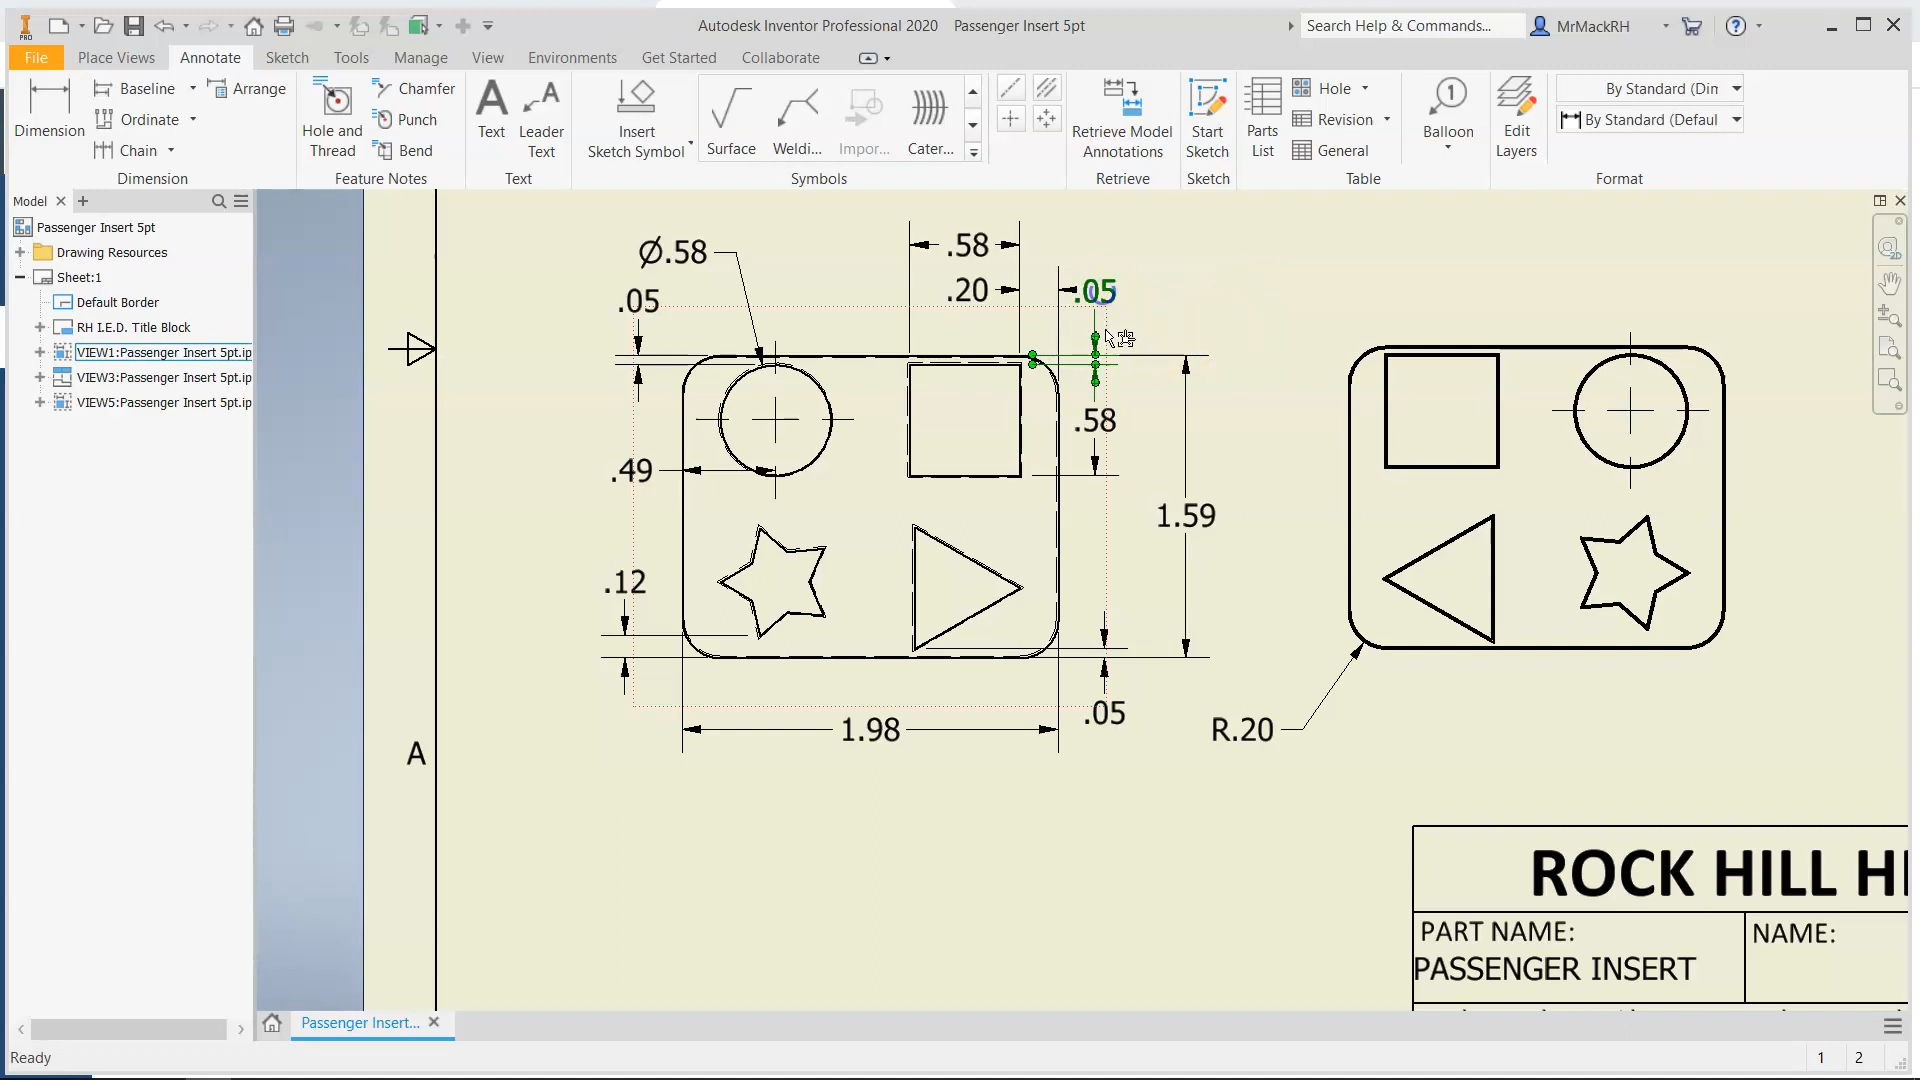 Autodesk Inventor Professional 2020 Passenger Insert 5pt
Search Help & Commands...
MrMackRH
PRO
File
Place Views
Annotate
Sketch
Tools
Manage
View
Environments
Get Started
Collaborate
Dimension
Baseline
Ordinate
Chain
Arrange
Dimension
Hole and
Thread
Chamfer
Punch
Bend
Feature Notes
Text
Leader
Text
Text
Insert
Sketch Symbol
Surface
Weldi...
Impor...
Cater...
Symbols
Retrieve Model
Annotations
Retrieve
Start
Sketch
Sketch
Parts
List
Hole
Revision
General
Table
Balloon
Edit
Layers
By Standard (Dim
By Standard (Defaul
Format
Model
Passenger Insert 5pt
Drawing Resources
Sheet:1
Default Border
RH I.E.D. Title Block
VIEW1:Passenger Insert 5pt.ip
VIEW3:Passenger Insert 5pt.ip
VIEW5:Passenger Insert 5pt.ip
2D
Ø.58
.58
.20
.05
.05
.58
.49
1.59
.12
.05
1.98
R.20
A
ROCK HILL HI
PART NAME:
NAME:
PASSENGER INSERT
Passenger Insert...
Ready
1
2